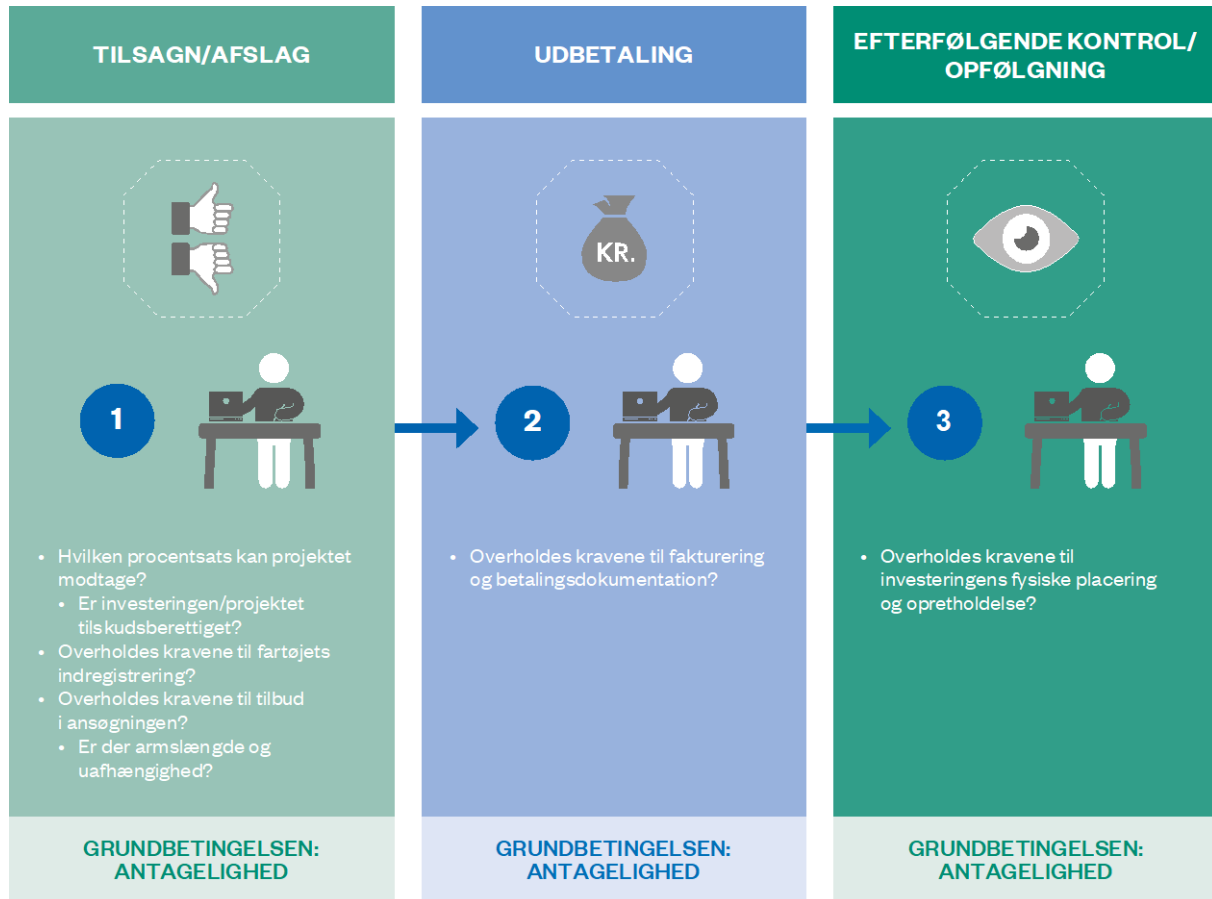 TILSAGN/AFSLAG
1
• Hvilken procentsats kan projektet
modtage?
• Er investeringen/projektet
tilskudsberettiget?
• Overholdes kravene til fartøjets
indregistrering?
• Overholdes kravene til tilbud
i ansøgningen?
• Er der armslængde og
uafhængighed?
GRUNDBETINGELSEN:
ANTAGELIGHED
UDBETALING
KR.
2
• Overholdes kravene til fakturering
og betalingsdokumentation?
GRUNDBETINGELSEN:
ANTAGELIGHED
EFTERFØLGENDE KONTROL/
OPFØLGNING
3
• Overholdes kravene til
investeringens fysiske placering
og opretholdelse?
GRUNDBETINGELSEN:
ANTAGELIGHED